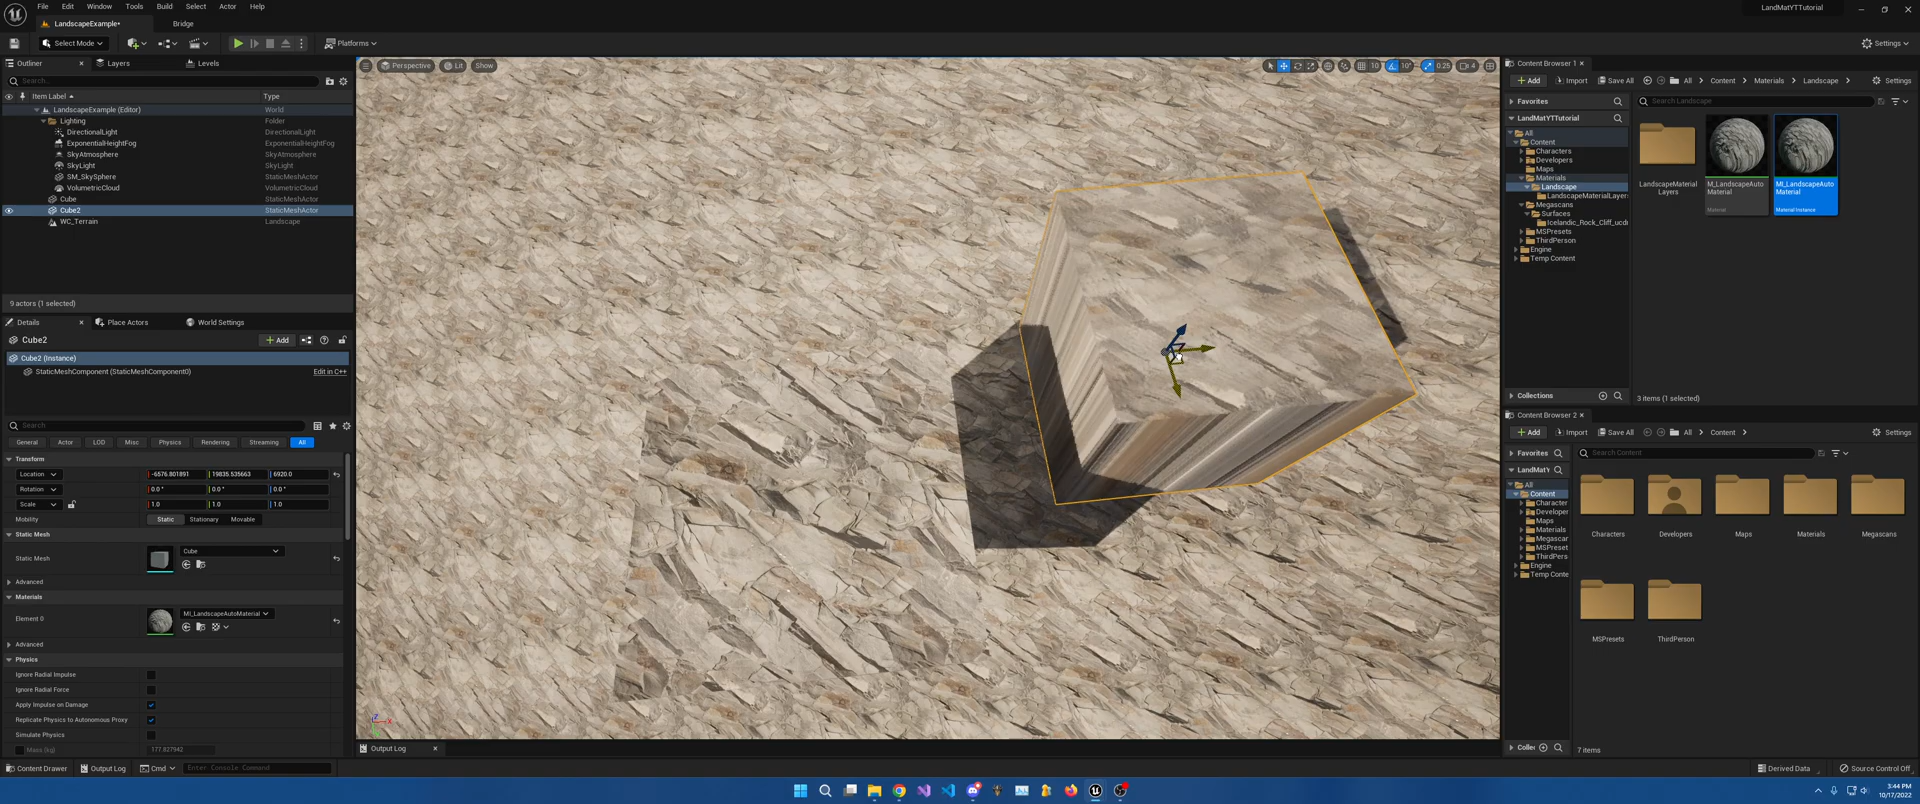 File Edit Window Tools Build Select Actor Help
LandMatYTTutorial
LandscapeExample*
Bridge
Select Mode
Platforms
Settings
Outliner
Layers
Levels
Search...
Item Label
Type
LandscapeExample (Editor) World
Lighting Folder
DirectionalLight DirectionalLight
ExponentialHeightFog ExponentialHeightFog
SkyAtmosphere SkyAtmosphere
SkyLight SkyLight
SM_SkySphere StaticMeshActor
VolumetricCloud VolumetricCloud
Cube StaticMeshActor
Cube2 StaticMeshActor
WC_Terrain Landscape
9 actors (1 selected)
Details
Place Actors
World Settings
Cube2
Add
Cube2 (Instance)
StaticMeshComponent (StaticMeshComponent0) Edit in C++
Search
General Actor LOD Misc Physics Rendering Streaming All
Transform
Location -6576.801891 19835.535663 6920.0
Rotation 0.0° 0.0° 0.0°
Scale 1.0 1.0 1.0
Mobility Static Stationary Movable
Static Mesh
Static Mesh Cube
Advanced
Materials
Element 0 MI_LandscapeAutoMaterial
Advanced
Physics
Ignore Radial Impulse
Ignore Radial Force
Apply Impulse on Damage
Replicate Physics to Autonomous Proxy
Simulate Physics
Mass (kg) 177.827942
Perspective Lit Show
10 10° 0.25 4
Output Log
Content Browser 1
Add Import Save All All Content Materials Landscape Settings
Favorites
Search Landscape
LandMatYTTutorial
All
Content
Characters
Developers
Maps
Materials
Landscape
LandscapeMaterialLayers
Megascans
Surfaces
Icelandic_Rock_Cliff_ucd
MSPresets
ThirdPerson
Engine
Temp Content
Collections
LandscapeMaterial
Layers
M_LandscapeAuto
Material
Material
MI_LandscapeAuto
Material
Material Instance
3 items (1 selected)
Content Browser 2
Add Import Save All All Content Settings
Favorites
Search Content
LandMatY
All
Content
Character
Developer
Maps
Materials
Megascar
MSPreset
ThirdPers
Engine
Temp Conte
Collec
Characters Developers Maps Materials Megascans
MSPresets ThirdPerson
7 items
Content Drawer Output Log Cmd Enter Console Command
Derived Data Source Control Off
3:44 PM
10/17/2022